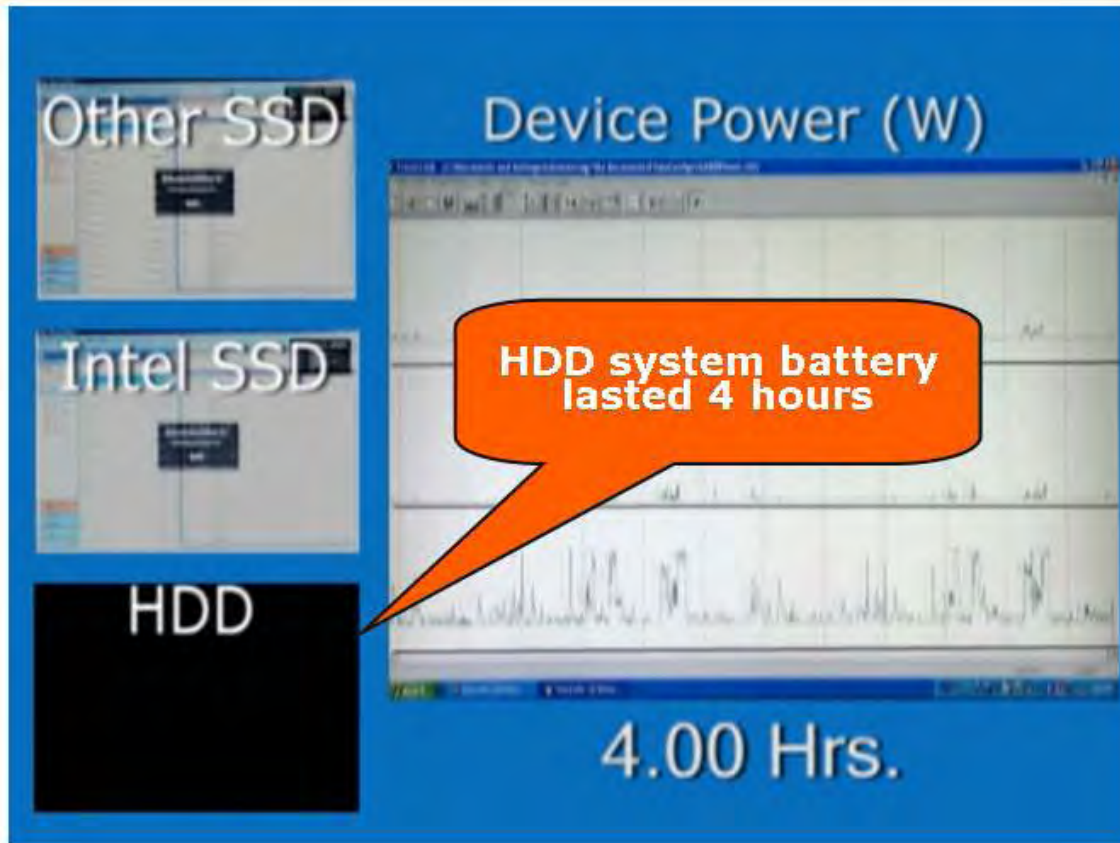 Other SSD
Device Power (W)
Intel SSD
HDD system battery
lasted 4 hours
HDD
4.00 Hrs.